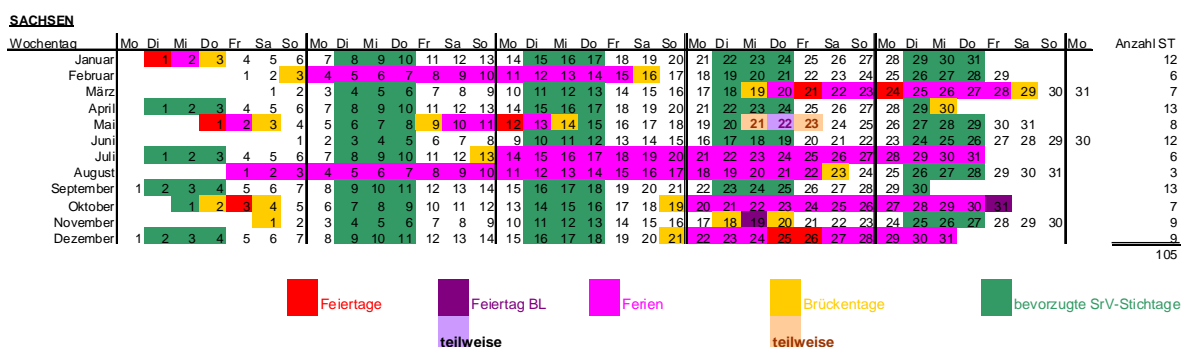 SACHSEN
Wochentag Mo Di Mi Do Fr Sa So Mo Di Mi Do Fr Sa So Mo Di Mi Do Fr Sa So Mo Di Mi Do Fr Sa So Mo Di Mi Do Fr Sa So Mo Anzahl ST
Januar 1 2 3 4 5 6 7 8 9 10 11 12 13 14 15 16 17 18 19 20 21 22 23 24 25 26 27 28 29 30 31 12
Februar 1 2 3 4 5 6 7 8 9 10 11 12 13 14 15 16 17 18 19 20 21 22 23 24 25 26 27 28 29 6
März 1 2 3 4 5 6 7 8 9 10 11 12 13 14 15 16 17 18 19 20 21 22 23 24 25 26 27 28 29 30 31 7
April 1 2 3 4 5 6 7 8 9 10 11 12 13 14 15 16 17 18 19 20 21 22 23 24 25 26 27 28 29 30 13
Mai 1 2 3 4 5 6 7 8 9 10 11 12 13 14 15 16 17 18 19 20 21 22 23 24 25 26 27 28 29 30 31 8
Juni 1 2 3 4 5 6 7 8 9 10 11 12 13 14 15 16 17 18 19 20 21 22 23 24 25 26 27 28 29 30 12
Juli 1 2 3 4 5 6 7 8 9 10 11 12 13 14 15 16 17 18 19 20 21 22 23 24 25 26 27 28 29 30 31 6
August 1 2 3 4 5 6 7 8 9 10 11 12 13 14 15 16 17 18 19 20 21 22 23 24 25 26 27 28 29 30 31 3
September 1 2 3 4 5 6 7 8 9 10 11 12 13 14 15 16 17 18 19 20 21 22 23 24 25 26 27 28 29 30 13
Oktober 1 2 3 4 5 6 7 8 9 10 11 12 13 14 15 16 17 18 19 20 21 22 23 24 25 26 27 28 29 30 31 7
November 1 2 3 4 5 6 7 8 9 10 11 12 13 14 15 16 17 18 19 20 21 22 23 24 25 26 27 28 29 30 9
Dezember 1 2 3 4 5 6 7 8 9 10 11 12 13 14 15 16 17 18 19 20 21 22 23 24 25 26 27 28 29 30 31 9
105
Feiertage Feiertag BL Ferien Brückentage bevorzugte SrV-Stichtage
teilweise teilweise